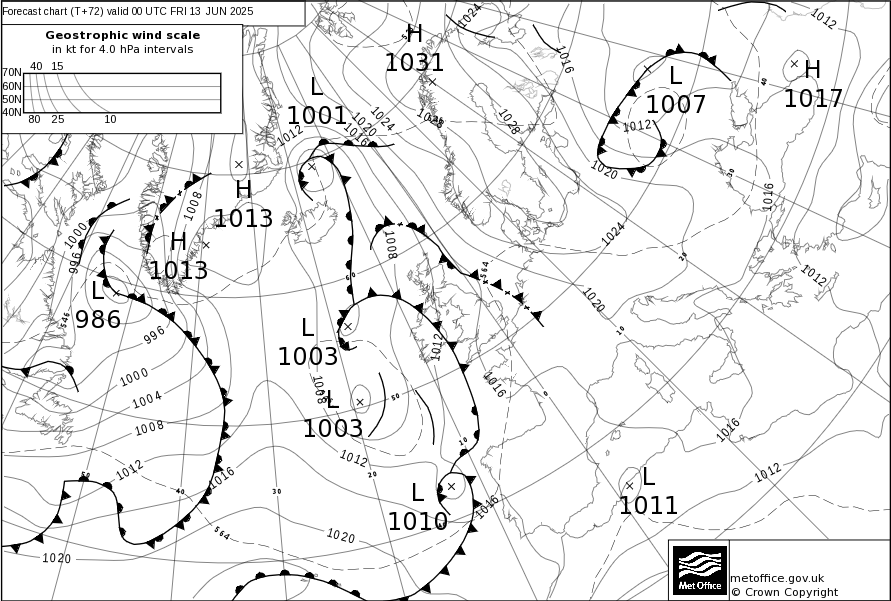 Forecast chart (T+72) valid 00 UTC FRI 13 JUN 2025
Geostrophic wind scale
in kt for 4.0 hPa intervals
40 15
70N
60N
50N
40N
80 25 10
H
1031
L
1001
L
1007
H
1017
H
1013
H
1013
L
986
L
1003
L
1003
L
1010
L
1011
1024
1016
1012
1012
1020
1016
1024
1028
1012
1020
1008
1000
996
1008
1016
1024
1012
1020
564
546
996
1000
1004
1008
1012
1016
1012
1016
1016
1012
1012
1016
1020
1020
564
50
40
30
20
10
0
10
20
30
40
50
60
metoffice.gov.uk
© Crown Copyright
Met Office